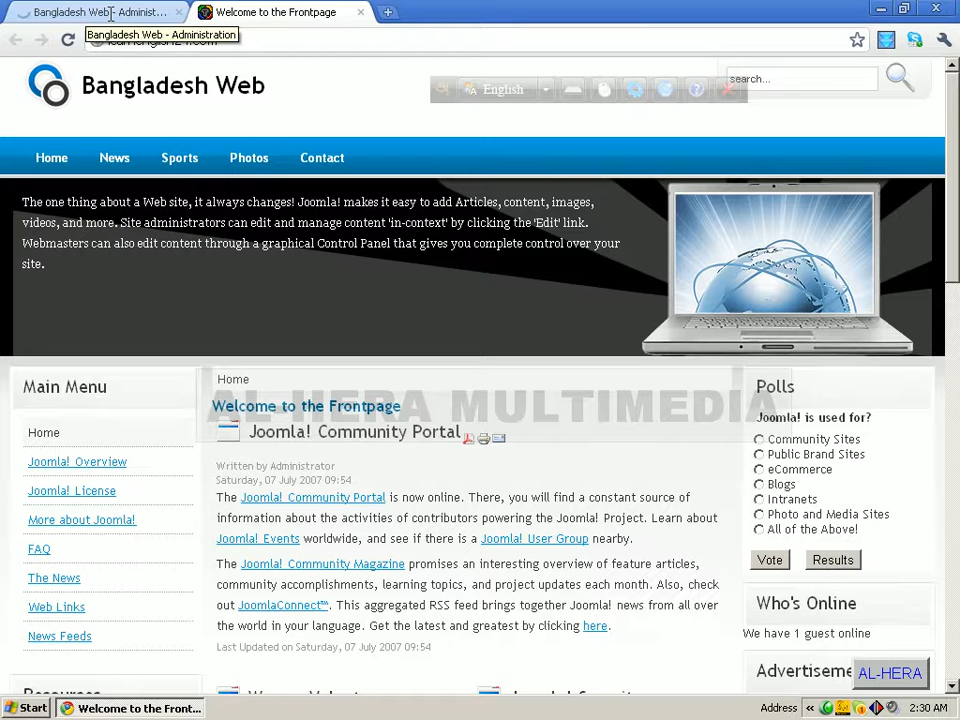 Bangladesh Web - Administ...
Welcome to the Frontpage
Bangladesh Web - Administration
Bangladesh Web
English
search...
Home
News
Sports
Photos
Contact
The one thing about a Web site, it always changes! Joomla! makes it easy to add Articles, content, images,
videos, and more. Site administrators can edit and manage content 'in-context' by clicking the 'Edit' link.
Webmasters can also edit content through a graphical Control Panel that gives you complete control over your
site.
Main Menu
Home
Joomla! Overview
Joomla! License
More about Joomla!
FAQ
The News
Web Links
News Feeds
Home
AL-HERA MULTIMEDIA
Welcome to the Frontpage
Joomla! Community Portal
Written by Administrator
Saturday, 07 July 2007 09:54
The Joomla! Community Portal is now online. There, you will find a constant source of
information about the activities of contributors powering the Joomla! Project. Learn about
Joomla! Events worldwide, and see if there is a Joomla! User Group nearby.
The Joomla! Community Magazine promises an interesting overview of feature articles,
community accomplishments, learning topics, and project updates each month. Also, check
out JoomlaConnect™. This aggregated RSS feed brings together Joomla! news from all over
the world in your language. Get the latest and greatest by clicking here.
Last Updated on Saturday, 07 July 2007 09:54
Polls
Joomla! is used for?
Community Sites
Public Brand Sites
eCommerce
Blogs
Intranets
Photo and Media Sites
All of the Above!
Vote
Results
Who's Online
We have 1 guest online
Advertiseme
AL-HERA
Start
Welcome to the Front...
Address
2:30 AM